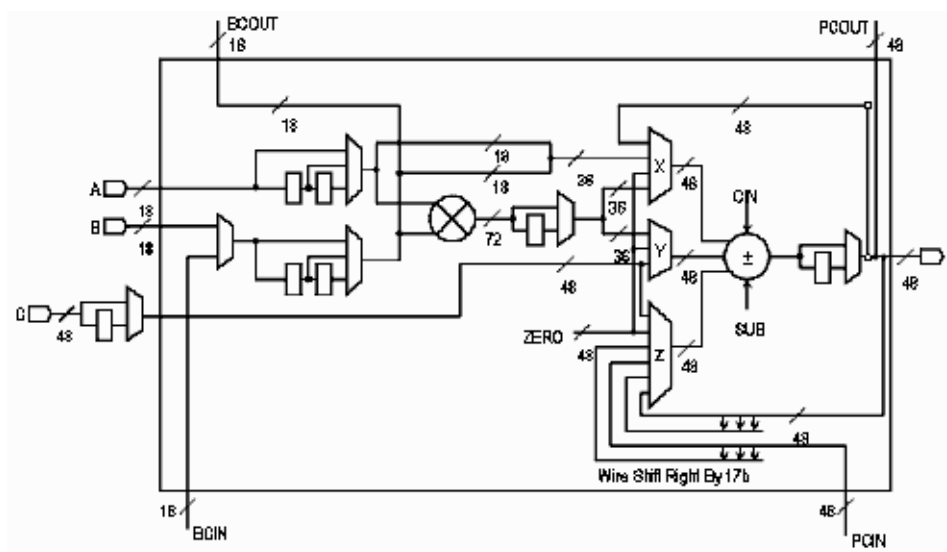 BCOUT
18
PCOUT
48
18
48
18
A
18
36
X
48
18
CIN
36
B
18
72
36
Y
±
48
48
48
C
48
ZERO
SUB
48
Z
48
48
Wire Shift Right By 17b
18
BCIN
48
PCIN